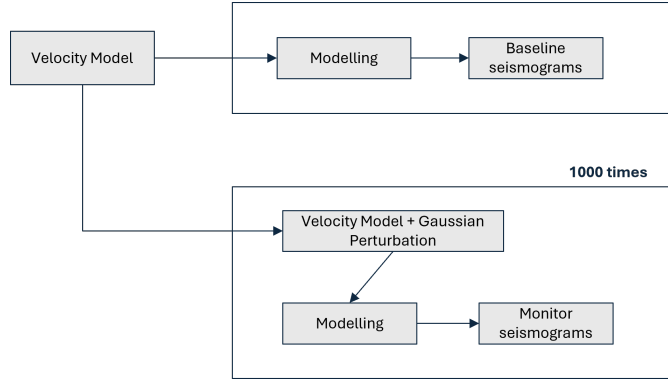 Velocity Model
Modelling
Baseline
seismograms
1000 times
Velocity Model + Gaussian
Perturbation
Modelling
Monitor
seismograms